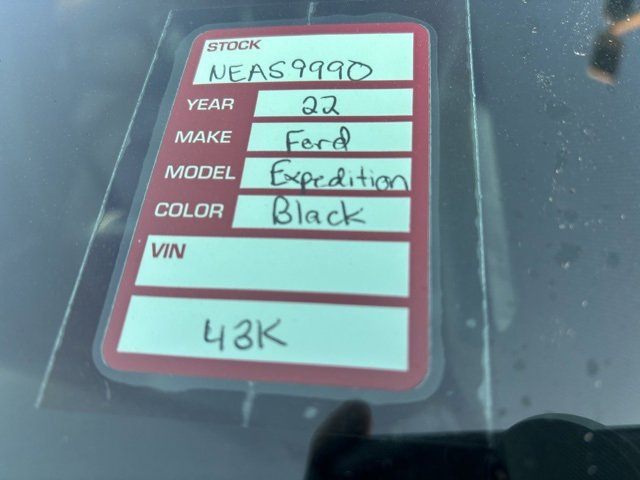 STOCK
NEAS9990
YEAR 22
MAKE Ford
MODEL Expedition
COLOR Black
VIN
43K